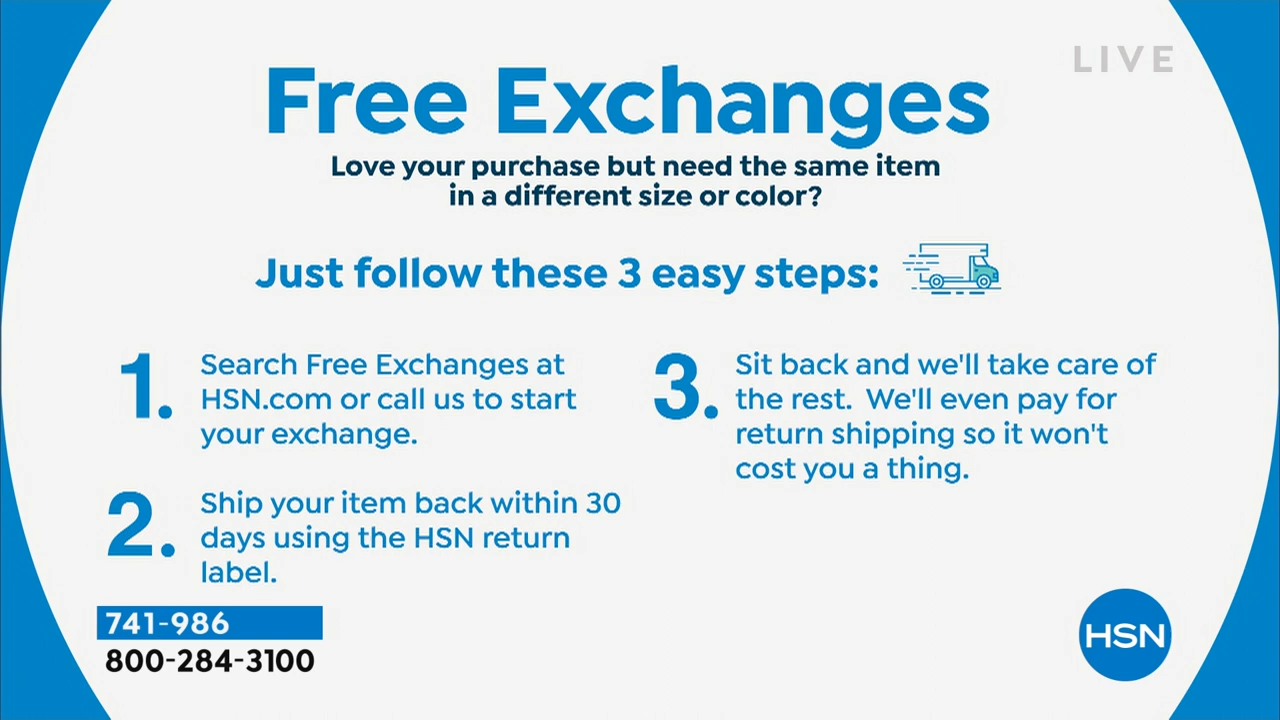 LIVE
Free Exchanges
Love your purchase but need the same item
in a different size or color?
Just follow these 3 easy steps:
1. Search Free Exchanges at
HSN.com or call us to start
your exchange.
2. Ship your item back within 30
days using the HSN return
label.
3. Sit back and we'll take care of
the rest.  We'll even pay for
return shipping so it won't
cost you a thing.
741-986
800-284-3100
HSN